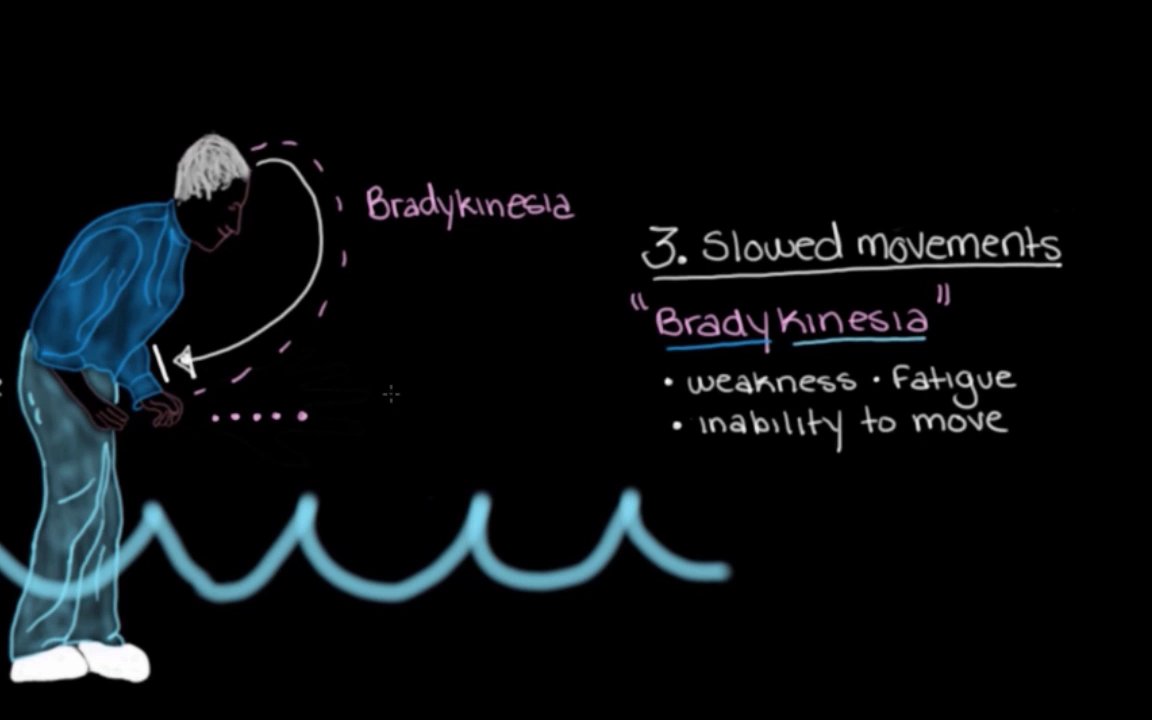 Bradykinesia
3. Slowed movements
"Bradykinesia"
• weakness • Fatigue
• inability to move